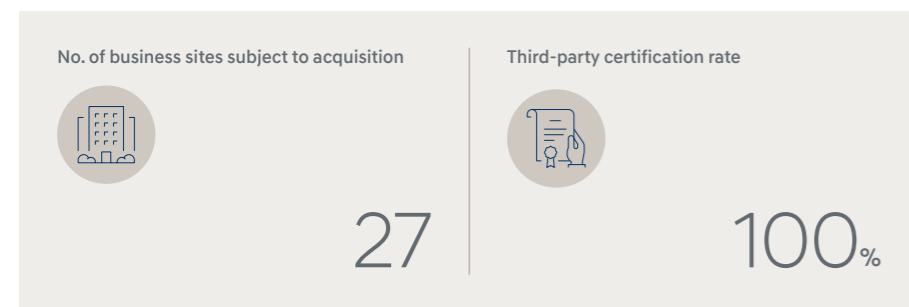 No. of business sites subject to acquisition
27
Third-party certification rate
100%